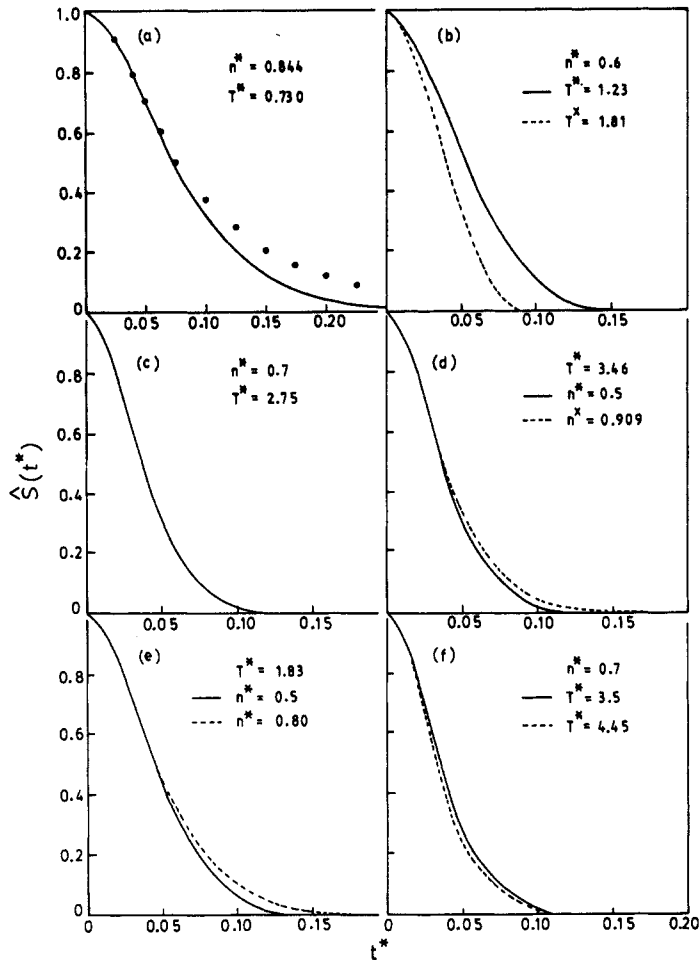 1.0
(a)
n* = 0.844
T* = 0.730
0.8
0.6
0.4
0.2
0
0.05
0.10
0.15
0.20
(b)
n* = 0.6
T* = 1.23
T× = 1.81
0.05
0.10
0.15
(c)
n* = 0.7
T* = 2.75
0.8
0.6
0.4
0.2
0
0.05
0.10
0.15
(d)
T* = 3.46
n* = 0.5
n× = 0.909
0.05
0.10
0.15
Ŝ(t*)
(e)
T* = 1.83
n* = 0.5
n* = 0.80
0.8
0.6
0.4
0.2
0
0
0.05
0.10
0.15
(f)
n* = 0.7
T* = 3.5
T* = 4.45
0
0.05
0.10
0.15
0.20
t*